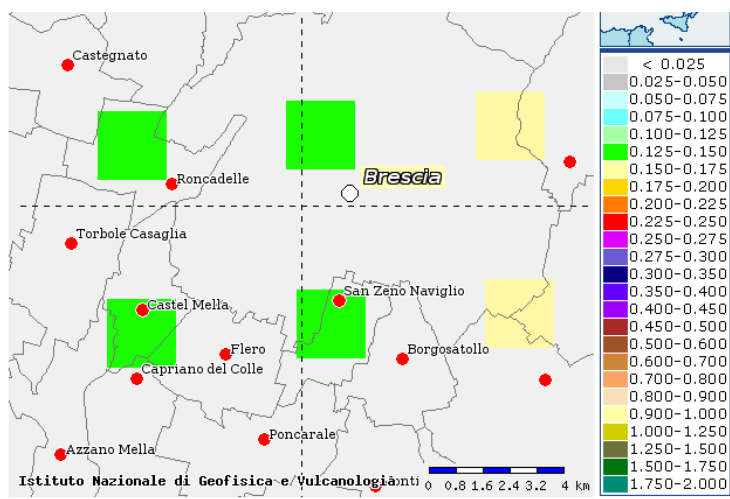 Castegnato
Roncadelle
Brescia
Torbole Casaglia
Castel Mella
San Zeno Naviglio
Flero
Borgosatollo
Capriano del Colle
Poncarale
Azzano Mella
Istituto Nazionale di Geofisica e Vulcanologia
onti
0 0.8 1.6 2.4 3.2 4 km
< 0.025
0.025-0.050
0.050-0.075
0.075-0.100
0.100-0.125
0.125-0.150
0.150-0.175
0.175-0.200
0.200-0.225
0.225-0.250
0.250-0.275
0.275-0.300
0.300-0.350
0.350-0.400
0.400-0.450
0.450-0.500
0.500-0.600
0.600-0.700
0.700-0.800
0.800-0.900
0.900-1.000
1.000-1.250
1.250-1.500
1.500-1.750
1.750-2.000